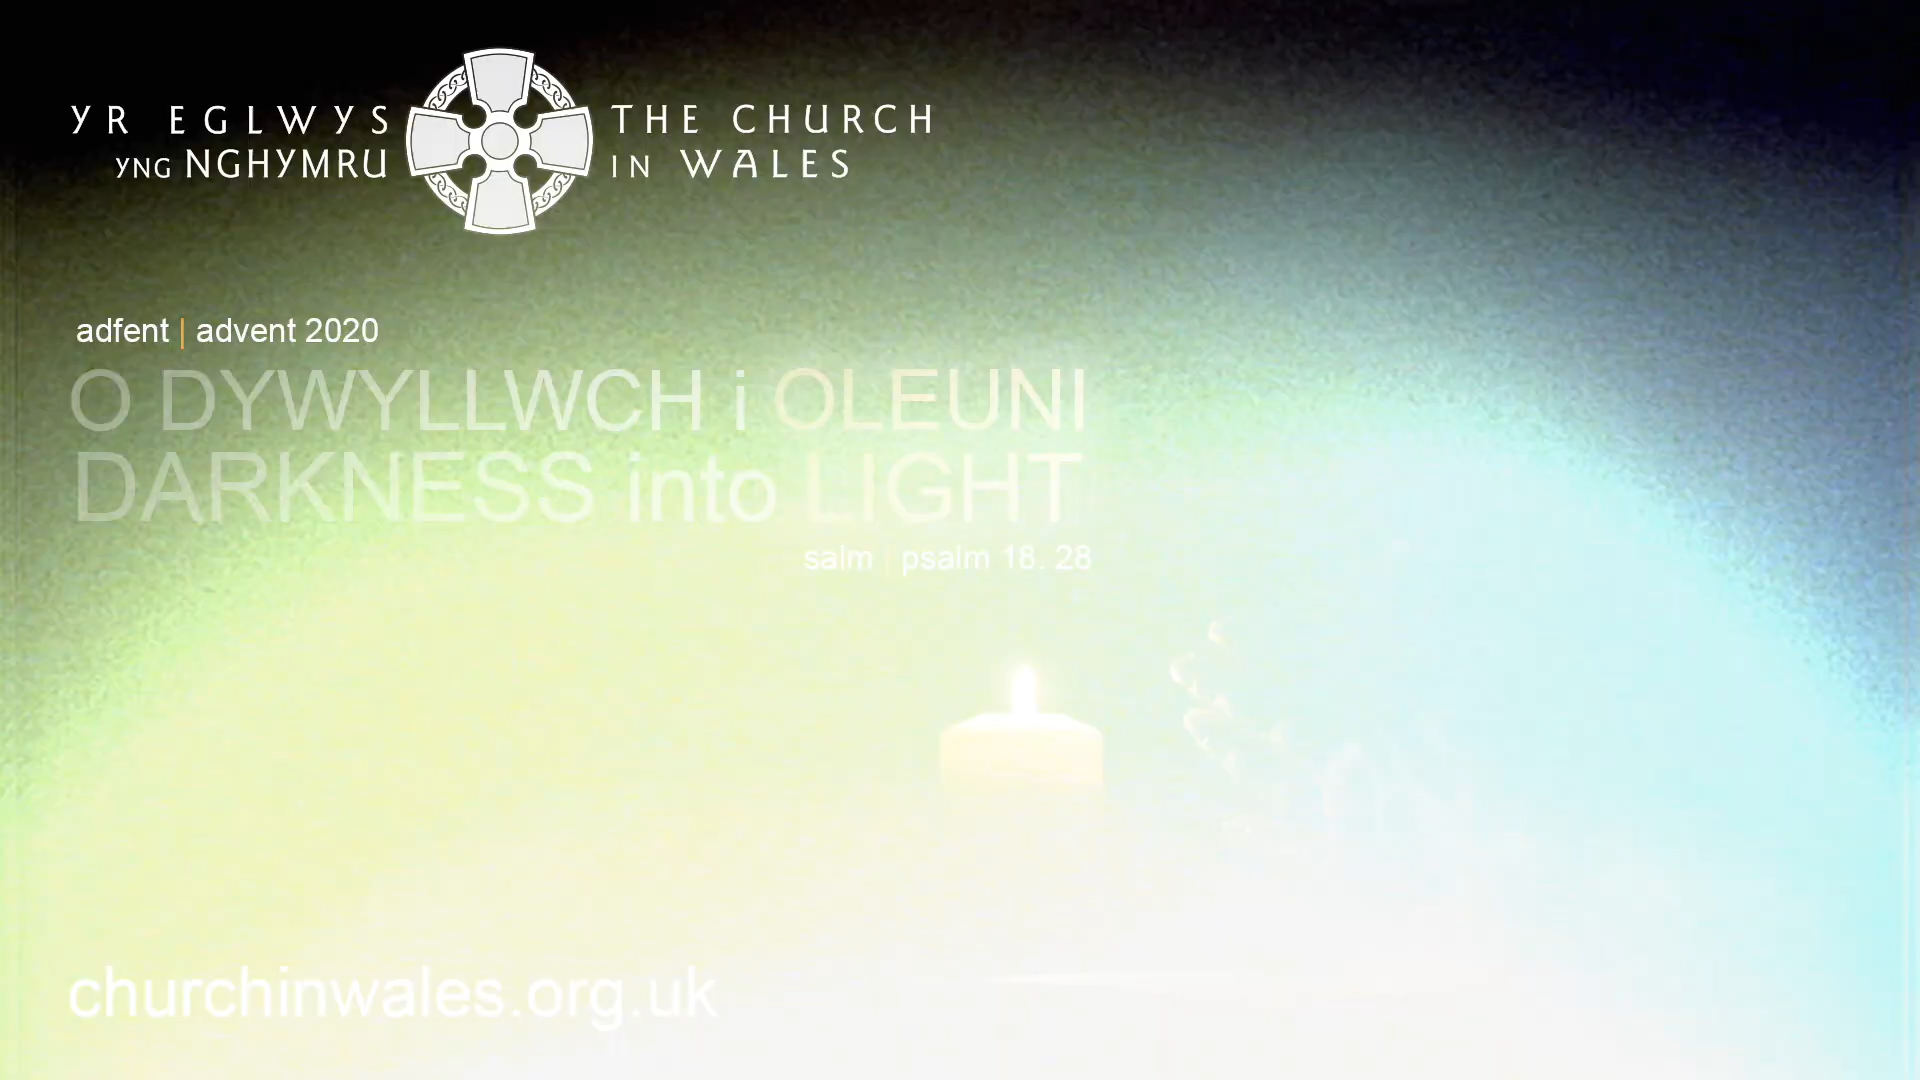 YR EGLWYS
YNG NGHYMRU
THE CHURCH
IN WALES
adfent | advent 2020
O DYWYLLWCH i OLEUNI
DARKNESS into LIGHT
salm | psalm 18. 28
churchinwales.org.uk